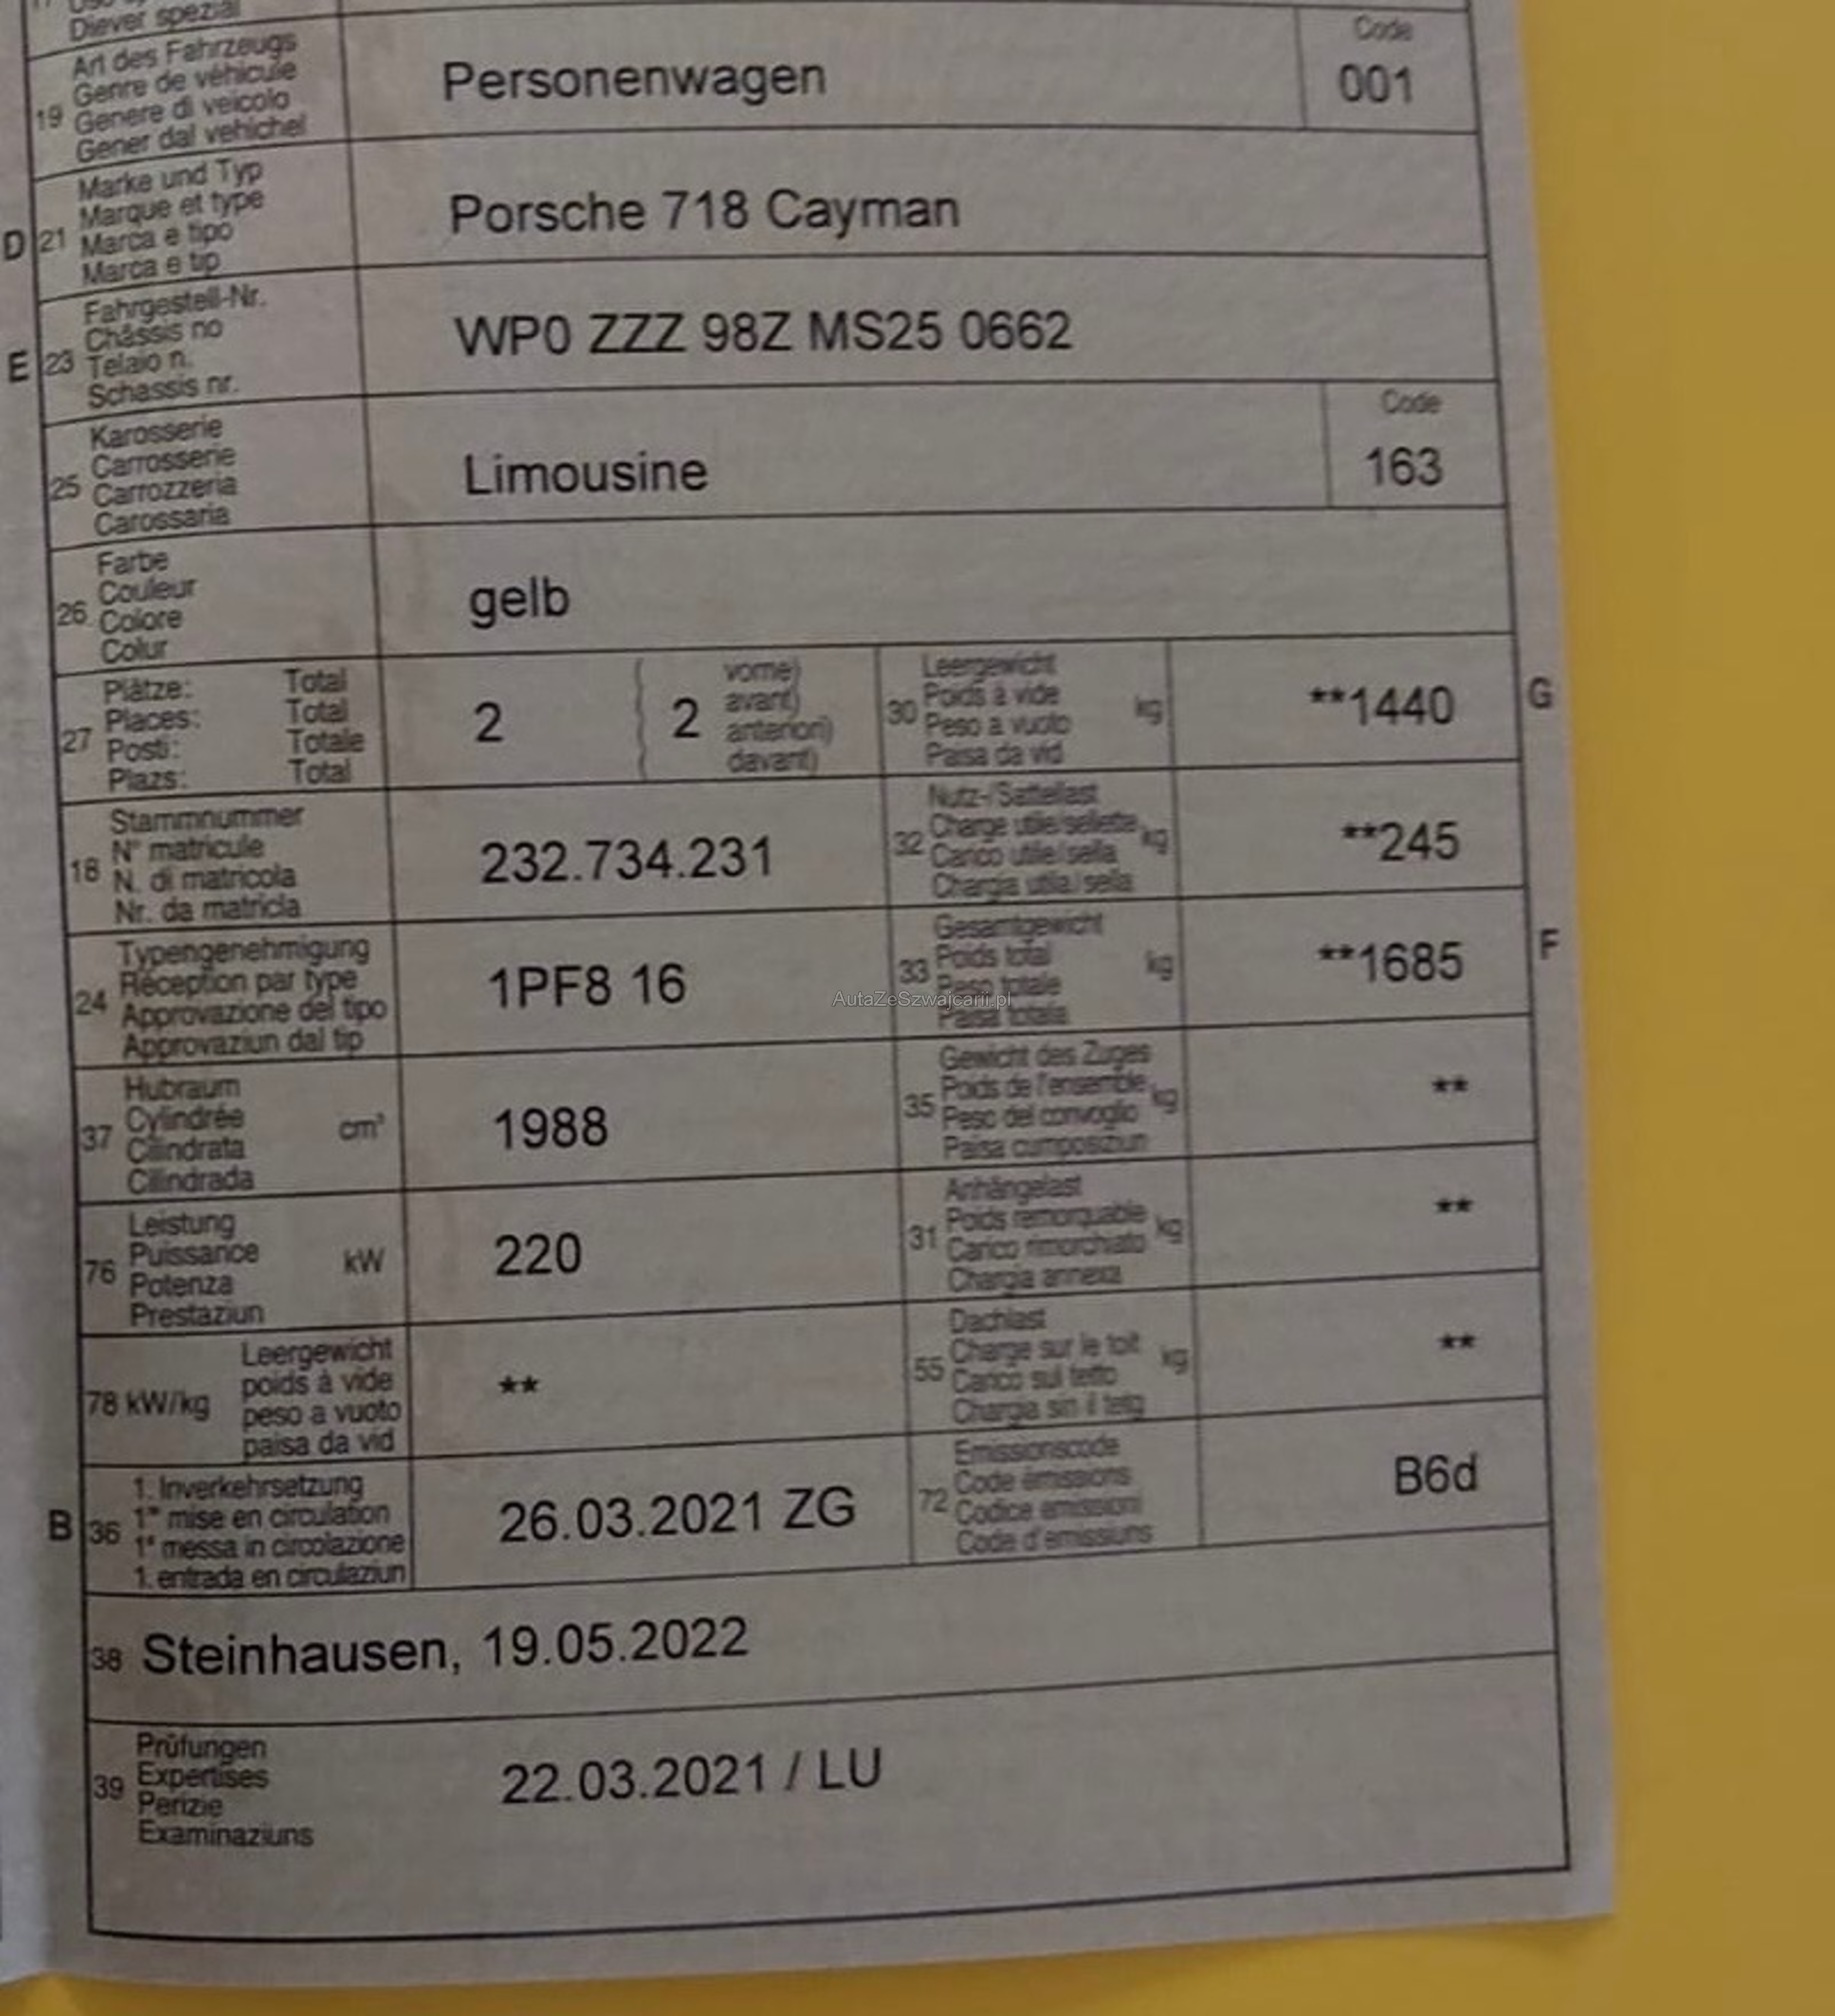 Diever spezial
Art des Fahrzeugs
Genre de véhicule
19 Genere di veicolo
Gener dal vehichel
Personenwagen
Code
001
Marke und Typ
Marque et type
D 21 Marca e tipo
Marca e tip
Porsche 718 Cayman
Fahrgestell-Nr.
Châssis no
E 23 Telaio n.
Schassis nr.
WP0 ZZZ 98Z MS25 0662
Karosserie
Carrosserie
25 Carrozzeria
Carossaria
Limousine
Code
163
Farbe
Couleur
26 Colore
Colur
gelb
Plätze: Total
Places: Total
27 Posti: Totale
Plazs: Total
2 ( 2
vorne)
avant)
anteriori)
davant)
Leergewicht
30 Poids à vide kg
Peso a vuoto
Paisa da vid
**1440 G
Stammnummer
N° matricule
18 N. di matricola
Nr. da matricla
232.734.231
Nutz-/Sattellast
32 Charge utile/sellette kg
Carico utile/sella
Chargia utila/sella
**245
Typengenehmigung
Réception par type
24 Approvazione del tipo
Approvaziun dal tip
1PF8 16
Gesamtgewicht
33 Poids total kg
Peso totale
Paisa totala
**1685 F
AutaZeSzwajcarii.pl
Hubraum
Cylindrée
37 Cilindrata cm³
Cilindrada
1988
Gewicht des Zuges
35 Poids de l'ensemble kg
Peso del convoglio
Paisa cumposiziun
**
Leistung
Puissance
76 Potenza kW
Prestaziun
220
Anhängelast
31 Poids remorquable kg
Carico rimorchiato
Chargia annexa
**
Leergewicht
poids à vide
78 kW/kg peso a vuoto
paisa da vid
**
Dachlast
55 Charge sur le toit kg
Carico sul tetto
Chargia sin il tetg
**
1. Inverkehrsetzung
1re mise en circulation
B 36 1a messa in circolazione
1. entrada en circulaziun
26.03.2021 ZG
Emissionscode
72 Code émissions
Codice emissioni
Code d'emissiuns
B6d
38 Steinhausen, 19.05.2022
Prüfungen
39 Expertises
Perizie
Examinaziuns
22.03.2021 / LU